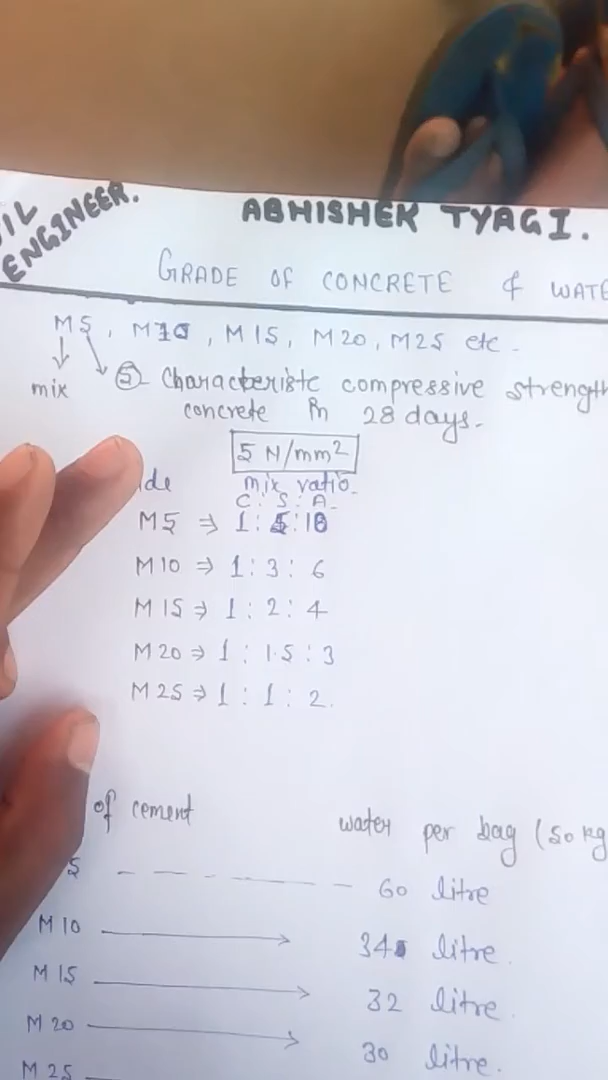 ENGINEER.
ABHISHEK TYAGI.
GRADE OF CONCRETE & WATE
M5, M10, M15, M20, M25 etc-
mix
5 Characteristc compressive strength
concrete in 28 days.
5 N/mm²
mix ratio.
C : S : A.
M5 ⇒ 1 : 5 : 10
M10 ⇒ 1 : 3 : 6
M15 ⇒ 1 : 2 : 4
M20 ⇒ 1 : 1.5 : 3
M25 ⇒ 1 : 1 : 2.
of cement water per bag (50 kg
5 60 litre
M10 34 litre
M15 32 litre.
M20 30 litre.
M25